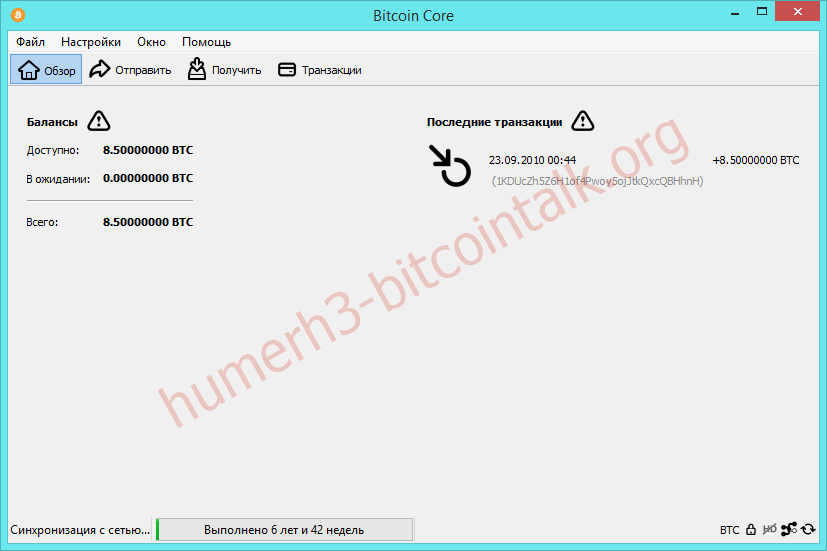 Bitcoin Core
Файл Настройки Окно Помощь
Обзор Отправить Получить Транзакции
Балансы
Доступно: 8.50000000 BTC
В ожидании: 0.00000000 BTC
Всего: 8.50000000 BTC
Последние транзакции
23.09.2010 00:44 +8.50000000 BTC
(1KDUcZh5Z6H1of4Pwoy5ojJtkQxcQBHhnH)
humerh3-bitcointalk.org
Синхронизация с сетью... Выполнено 6 лет и 42 недель BTC HD